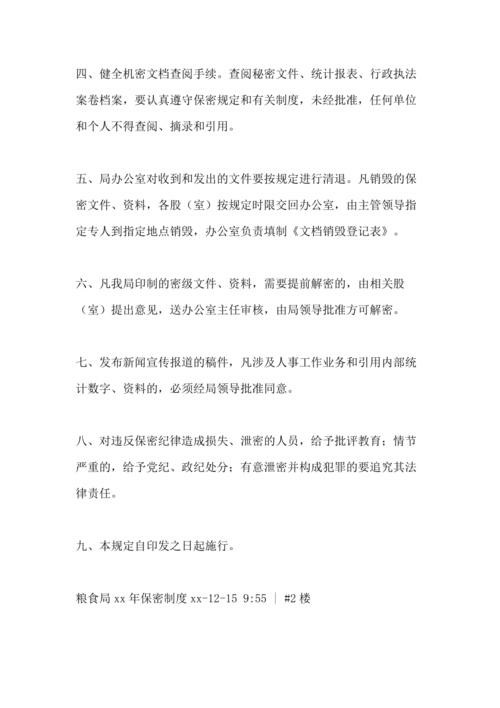 四、健全机密文档查阅手续。查阅秘密文件、统计报表、行政执法
案卷档案，要认真遵守保密规定和有关制度，未经批准，任何单位
和个人不得查阅、摘录和引用。
五、局办公室对收到和发出的文件要按规定进行清退。凡销毁的保
密文件、资料，各股（室）按规定时限交回办公室，由主管领导指
定专人到指定地点销毁，办公室负责填制《文档销毁登记表》。
六、凡我局印制的密级文件、资料，需要提前解密的，由相关股
（室）提出意见，送办公室主任审核，由局领导批准方可解密。
七、发布新闻宣传报道的稿件，凡涉及人事工作业务和引用内部统
计数字、资料的，必须经局领导批准同意。
八、对违反保密纪律造成损失、泄密的人员，给予批评教育；情节
严重的，给予党纪、政纪处分；有意泄密并构成犯罪的要追究其法
律责任。
九、本规定自印发之日起施行。
粮食局 xx 年保密制度 xx-12-15 9:55 | #2 楼